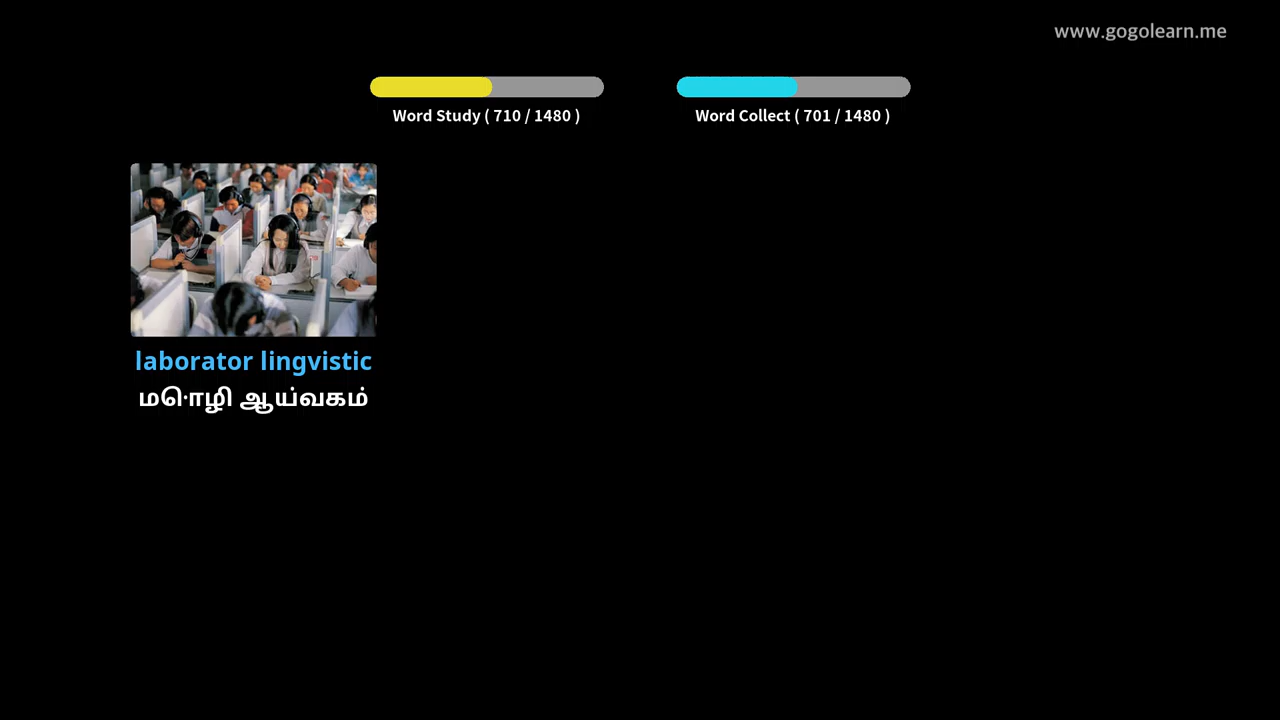 www.gogolearn.me
Word Study ( 710 / 1480 )
Word Collect ( 701 / 1480 )
laborator lingvistic
மொழி ஆய்வகம்